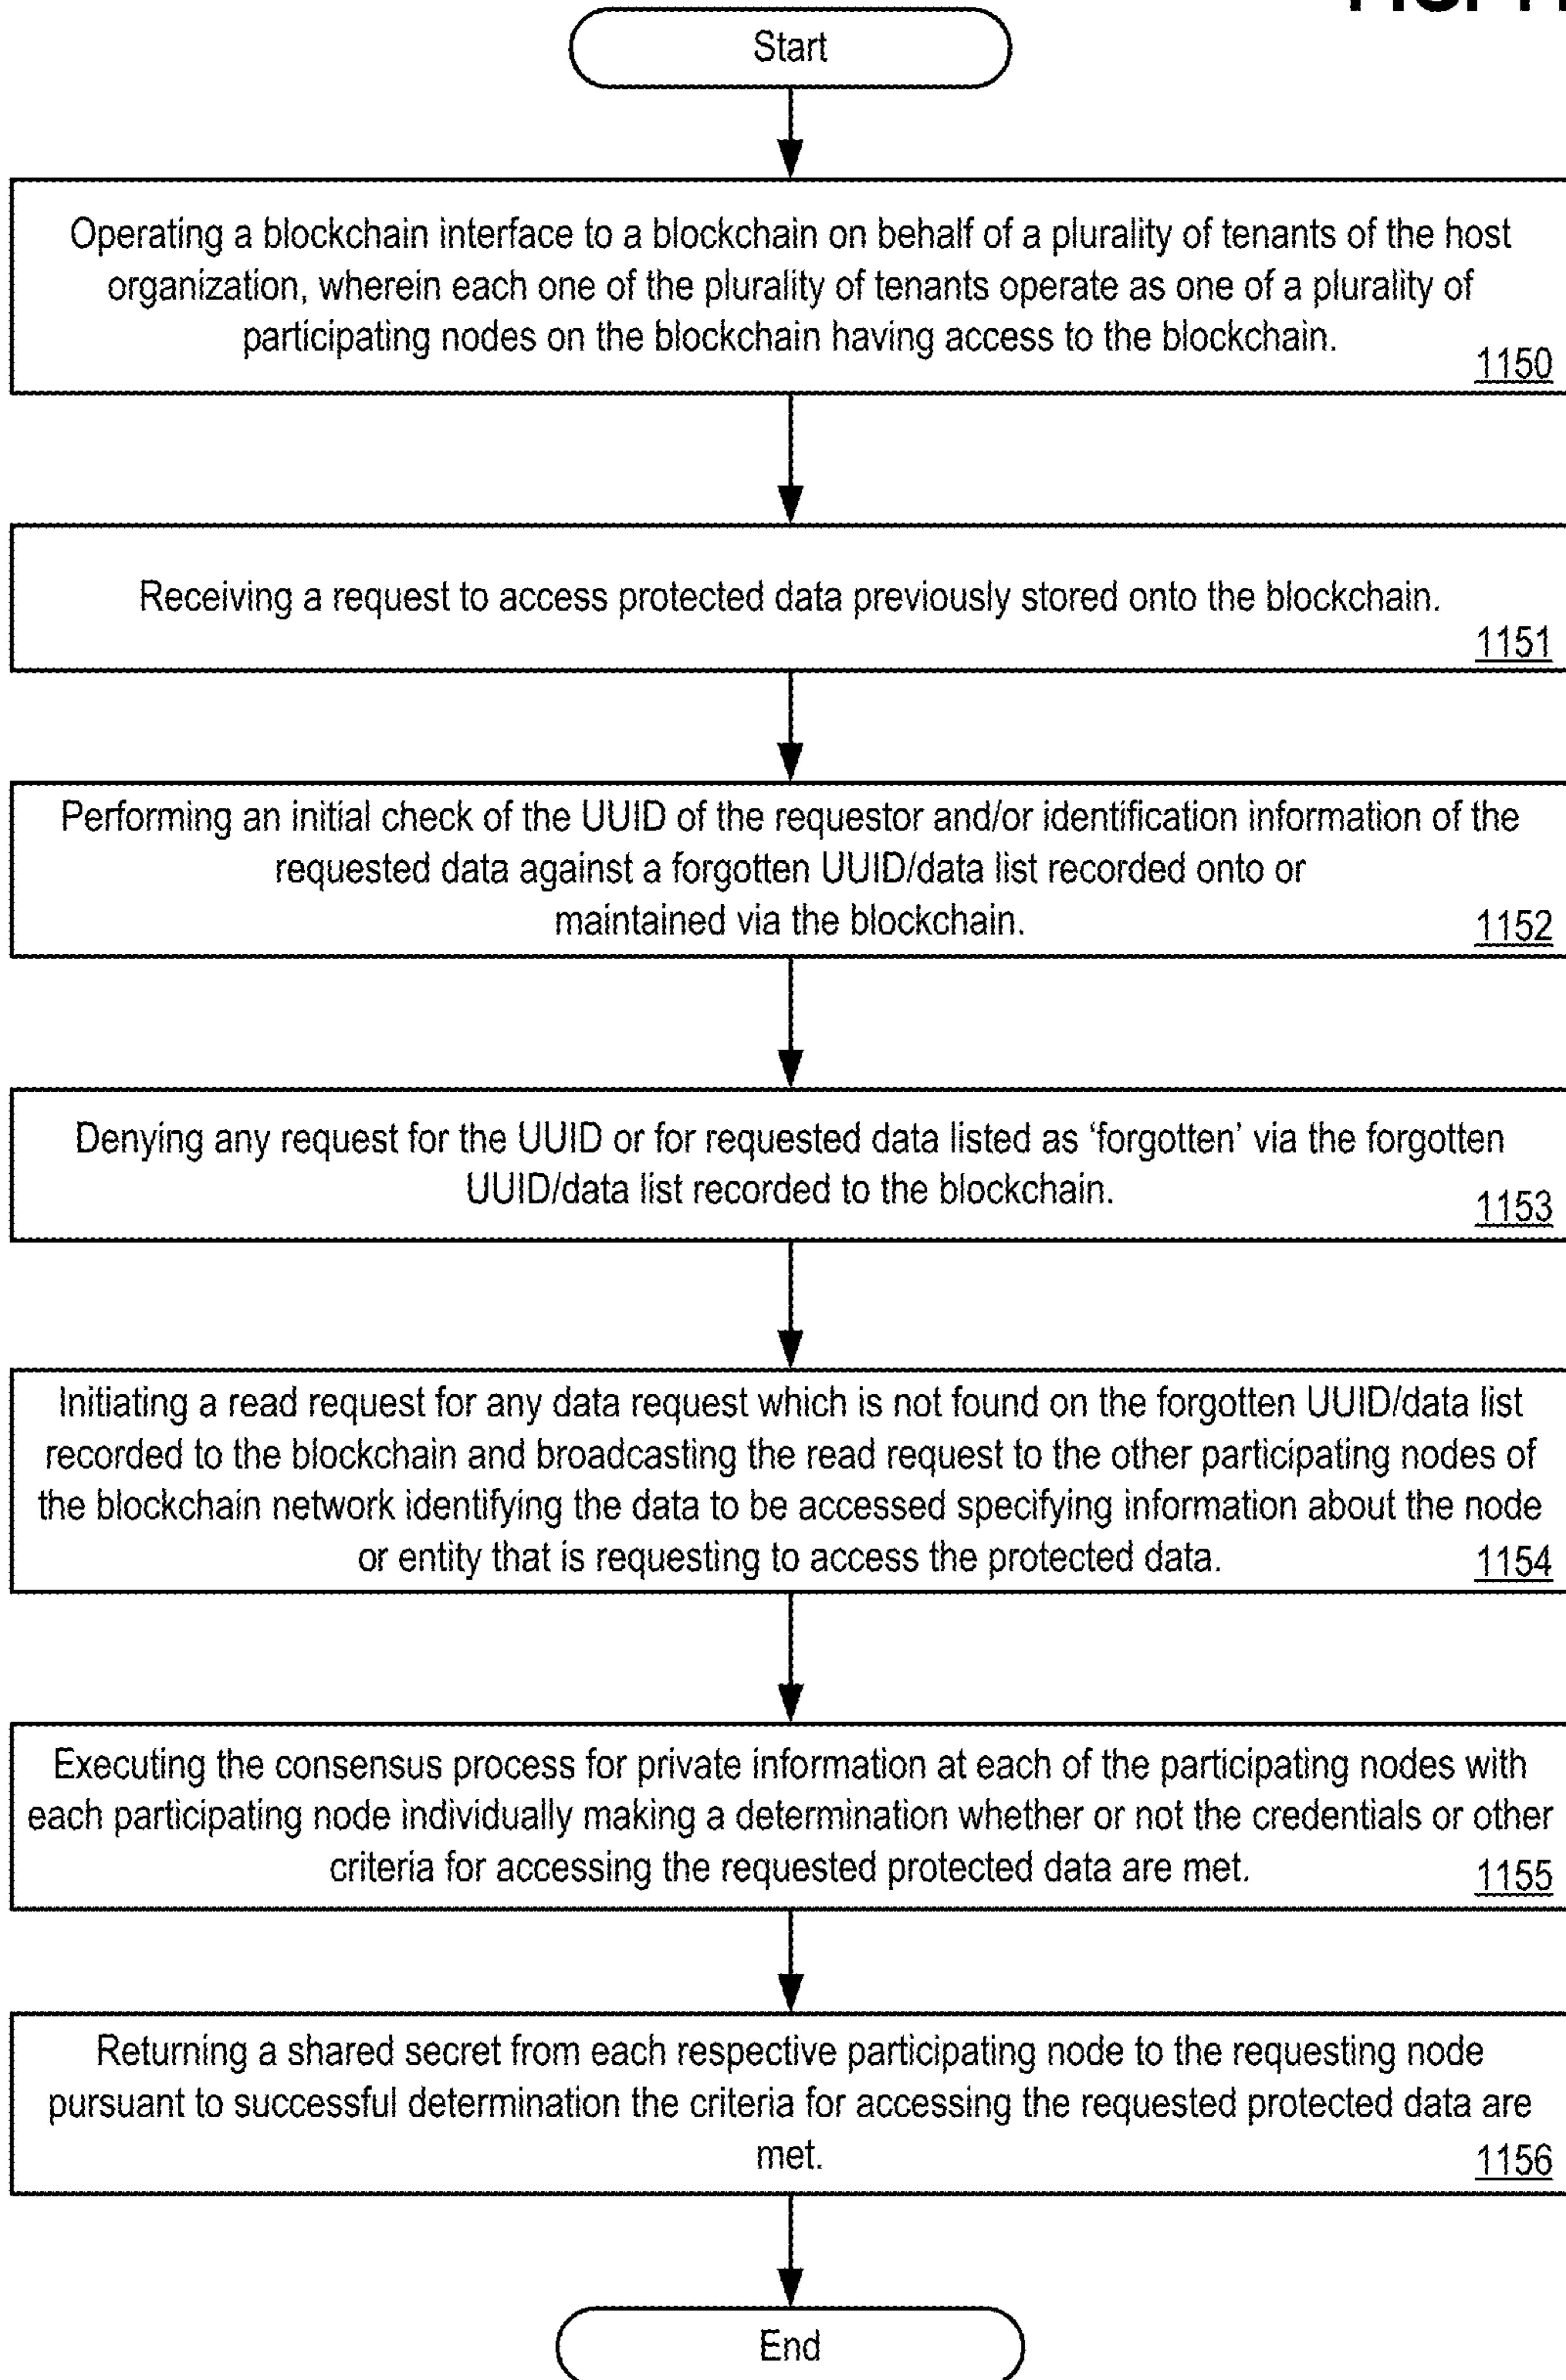 Start
Operating a blockchain interface to a blockchain on behalf of a plurality of tenants of the host
organization, wherein each one of the plurality of tenants operate as one of a plurality of
participating nodes on the blockchain having access to the blockchain.
1150
Receiving a request to access protected data previously stored onto the blockchain.
1151
Performing an initial check of the UUID of the requestor and/or identification information of the
requested data against a forgotten UUID/data list recorded onto or
maintained via the blockchain.
1152
Denying any request for the UUID or for requested data listed as ‘forgotten’ via the forgotten
UUID/data list recorded to the blockchain.
1153
Initiating a read request for any data request which is not found on the forgotten UUID/data list
recorded to the blockchain and broadcasting the read request to the other participating nodes of
the blockchain network identifying the data to be accessed specifying information about the node
or entity that is requesting to access the protected data.
1154
Executing the consensus process for private information at each of the participating nodes with
each participating node individually making a determination whether or not the credentials or other
criteria for accessing the requested protected data are met.
1155
Returning a shared secret from each respective participating node to the requesting node
pursuant to successful determination the criteria for accessing the requested protected data are
met.
1156
End